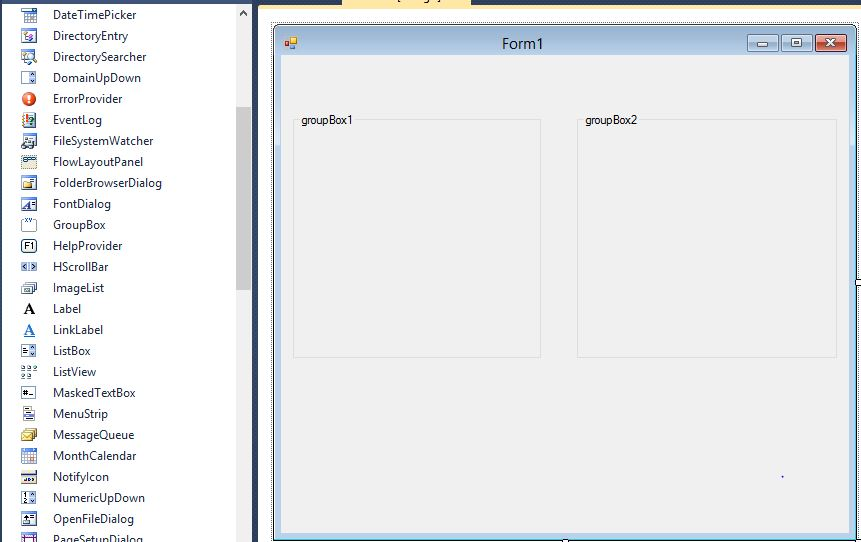 DateTimePicker
DirectoryEntry
DirectorySearcher
DomainUpDown
ErrorProvider
EventLog
FileSystemWatcher
FlowLayoutPanel
FolderBrowserDialog
FontDialog
GroupBox
HelpProvider
HScrollBar
ImageList
Label
LinkLabel
ListBox
ListView
MaskedTextBox
MenuStrip
MessageQueue
MonthCalendar
NotifyIcon
NumericUpDown
OpenFileDialog
PageSetupDialog
Form1
groupBox1
groupBox2